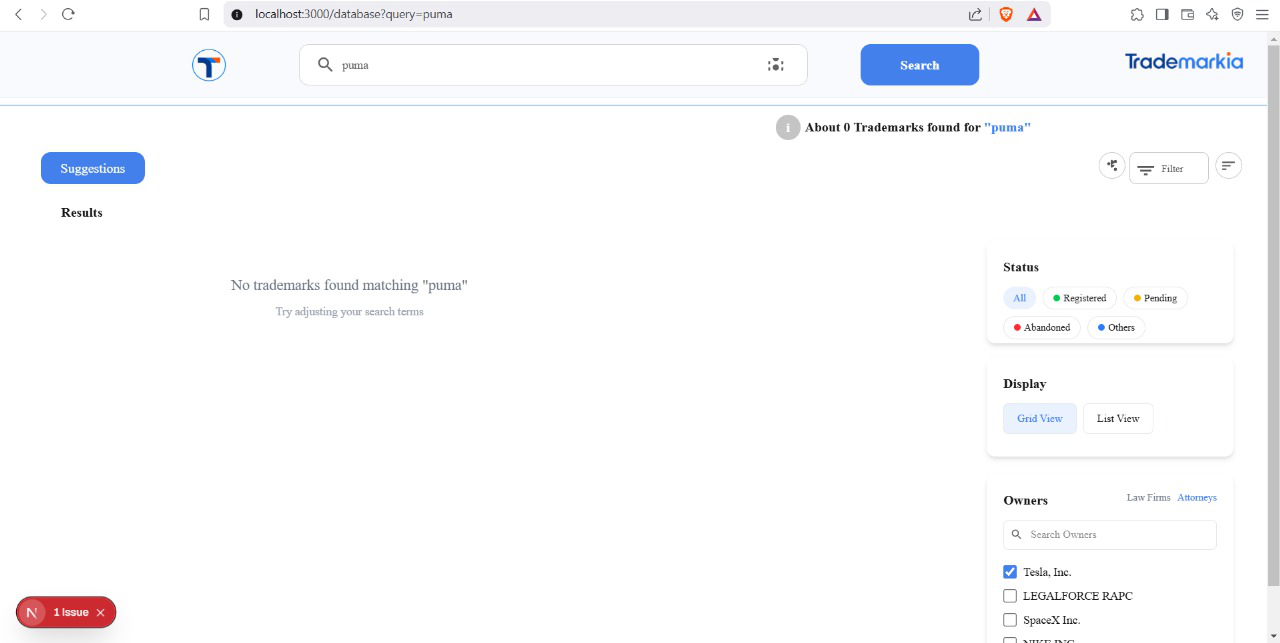 localhost:3000/database?query=puma
T
puma
Search
Trademarkia
i About 0 Trademarks found for "puma"
Suggestions
Filter
Results
No trademarks found matching "puma"
Try adjusting your search terms
Status
All
Registered
Pending
Abandoned
Others
Display
Grid View
List View
Owners
Law Firms
Attorneys
Search Owners
Tesla, Inc.
LEGALFORCE RAPC
SpaceX Inc.
NIKE INC
N 1 Issue